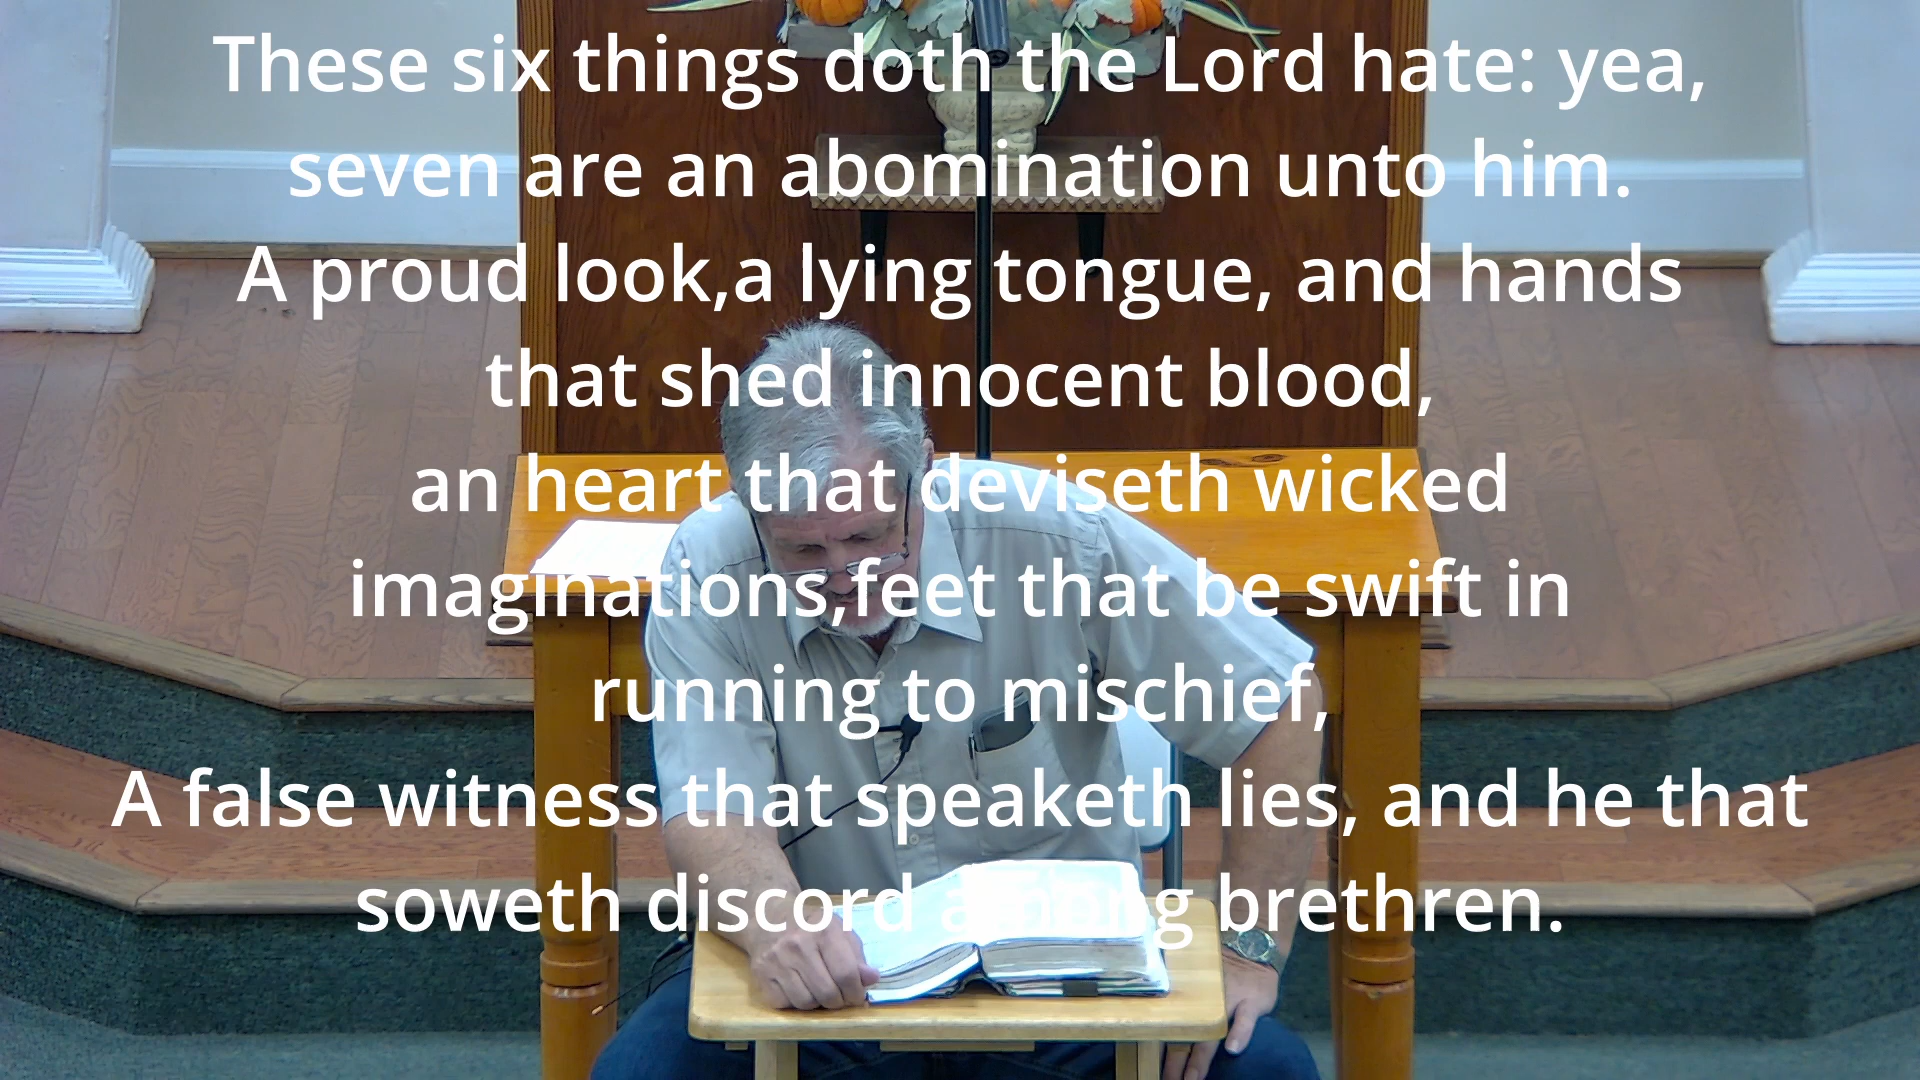 These six things doth the Lord hate: yea,
seven are an abomination unto him.
A proud look,a lying tongue, and hands
that shed innocent blood,
an heart that deviseth wicked
imaginations,feet that be swift in
running to mischief,
A false witness that speaketh lies, and he that
soweth discord among brethren.